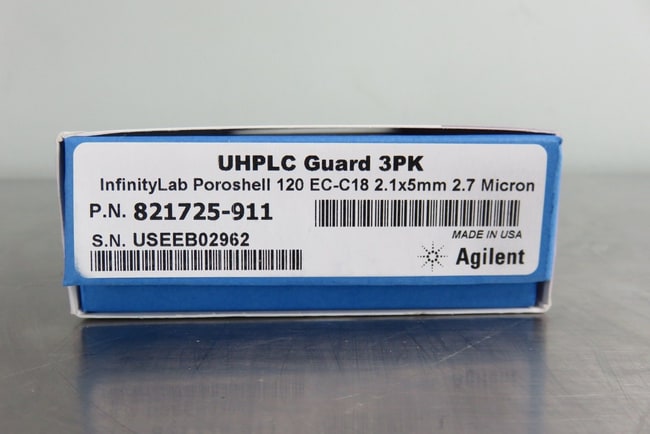 UHPLC Guard 3PK
InfinityLab Poroshell 120 EC-C18 2.1x5mm 2.7 Micron
P.N. 821725-911
S.N. USEEB02962
MADE IN USA
Agilent